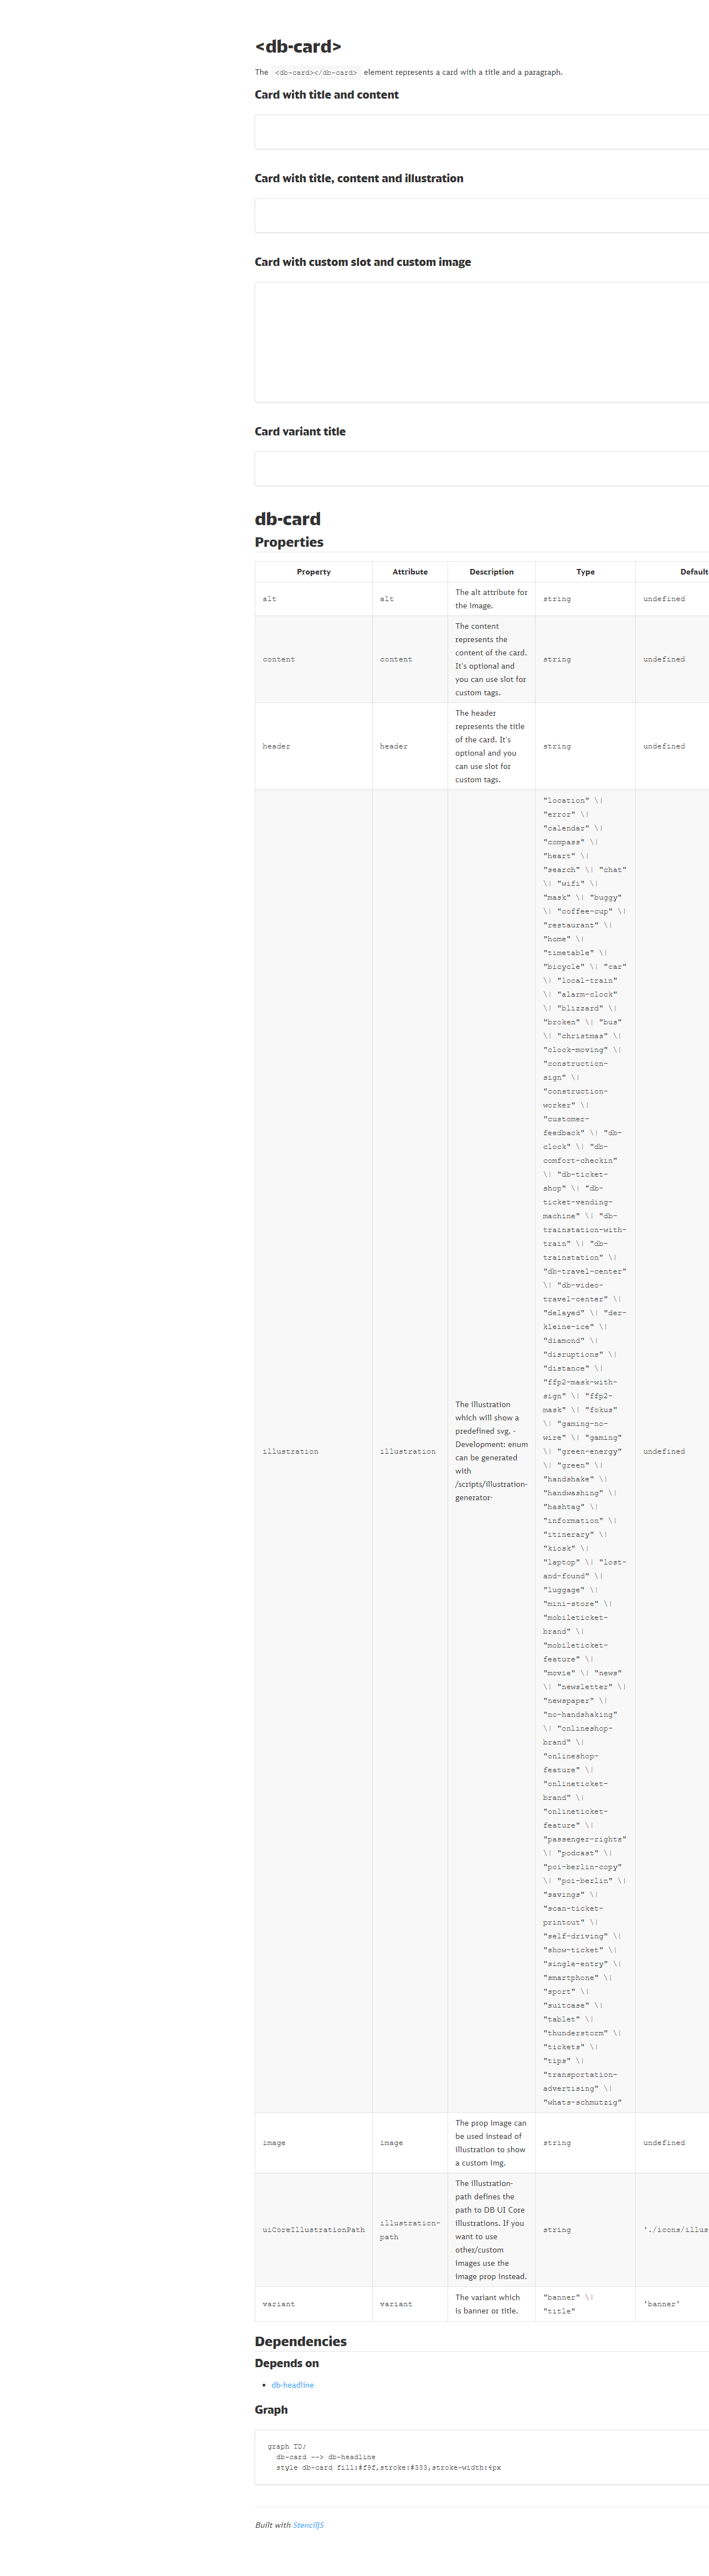 <db-card>
The <db-card></db-card> element represents a card with a title and a paragraph.
Card with title and content
Card with title, content and illustration
Card with custom slot and custom image
Card variant title
db-card
Properties
Property Attribute Description Type Default
alt alt The alt attribute for the image. string undefined
content content The content represents the content of the card. It's optional and you can use slot for custom tags. string undefined
header header The header represents the title of the card. It's optional and you can use slot for custom tags. string undefined
illustration illustration The illustration which will show a predefined svg. - Development: enum can be generated with /scripts/illustration-generator-
"location" \|
"error" \|
"calendar" \|
"compass" \|
"heart" \|
"search" \| "chat"
\| "wifi" \|
"mask" \| "buggy"
\| "coffee-cup" \|
"restaurant" \|
"home" \|
"timetable" \|
"bicycle" \| "car"
\| "local-train"
\| "alarm-clock"
\| "blizzard" \|
"broken" \| "bus"
\| "christmas" \|
"clock-moving" \|
"construction-
sign" \|
"construction-
worker" \|
"customer-
feedback" \| "db-
clock" \| "db-
comfort-checkin"
\| "db-ticket-
shop" \| "db-
ticket-vending-
machine" \| "db-
trainstation-with-
train" \| "db-
trainstation" \|
"db-travel-center"
\| "db-video-
travel-center" \|
"delayed" \| "der-
kleine-ice" \|
"diamond" \|
"disruptions" \|
"distance" \|
"ffp2-mask-with-
sign" \| "ffp2-
mask" \| "fokus"
\| "gaming-no-
wire" \| "gaming"
\| "green-energy"
\| "green" \|
"handshake" \|
"handwashing" \|
"hashtag" \|
"information" \|
"itinerary" \|
"kiosk" \|
"laptop" \| "lost-
and-found" \|
"luggage" \|
"mini-store" \|
"mobileticket-
brand" \|
"mobileticket-
feature" \|
"movie" \| "news"
\| "newsletter" \|
"newspaper" \|
"no-handshaking"
\| "onlineshop-
brand" \|
"onlineshop-
feature" \|
"onlineticket-
brand" \|
"onlineticket-
feature" \|
"passenger-rights"
\| "podcast" \|
"poi-berlin-copy"
\| "poi-berlin" \|
"savings" \|
"scan-ticket-
printout" \|
"self-driving" \|
"show-ticket" \|
"single-entry" \|
"smartphone" \|
"sport" \|
"suitcase" \|
"tablet" \|
"thunderstorm" \|
"tickets" \|
"tips" \|
"transportation-
advertising" \|
"whats-schmutzig"
undefined
image image The prop image can be used instead of illustration to show a custom img. string undefined
uiCoreIllustrationPath illustration-path The illustration-path defines the path to DB UI Core illustrations. If you want to use other/custom images use the image prop instead. string './icons/illus
variant variant The variant which is banner or title. "banner" \| "title" 'banner'
Dependencies
Depends on
db-headline
Graph
graph TD;
db-card --> db-headline
style db-card fill:#f9f,stroke:#333,stroke-width:4px
Built with StencilJS